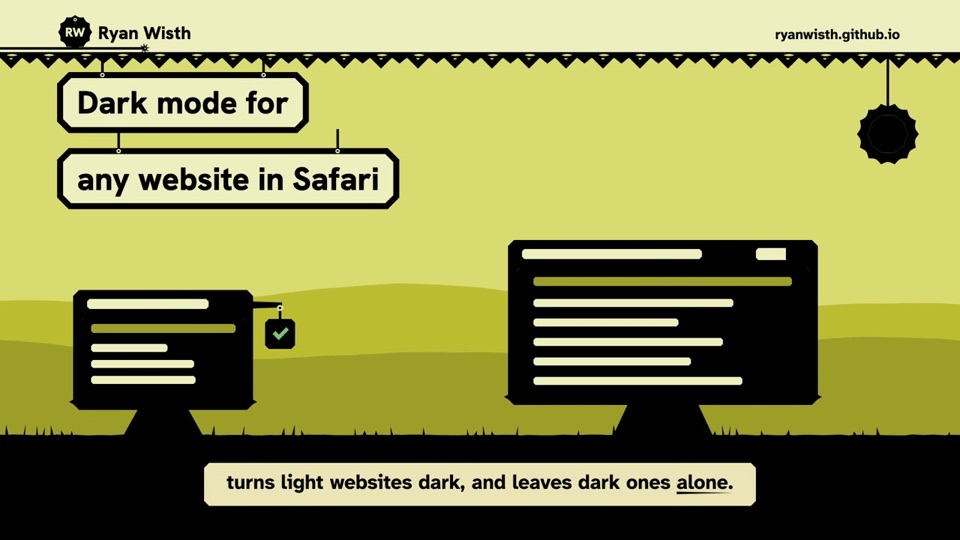 RW
Ryan Wisth
ryanwisth.github.io
Dark mode for
any website in Safari
turns light websites dark, and leaves dark ones alone.